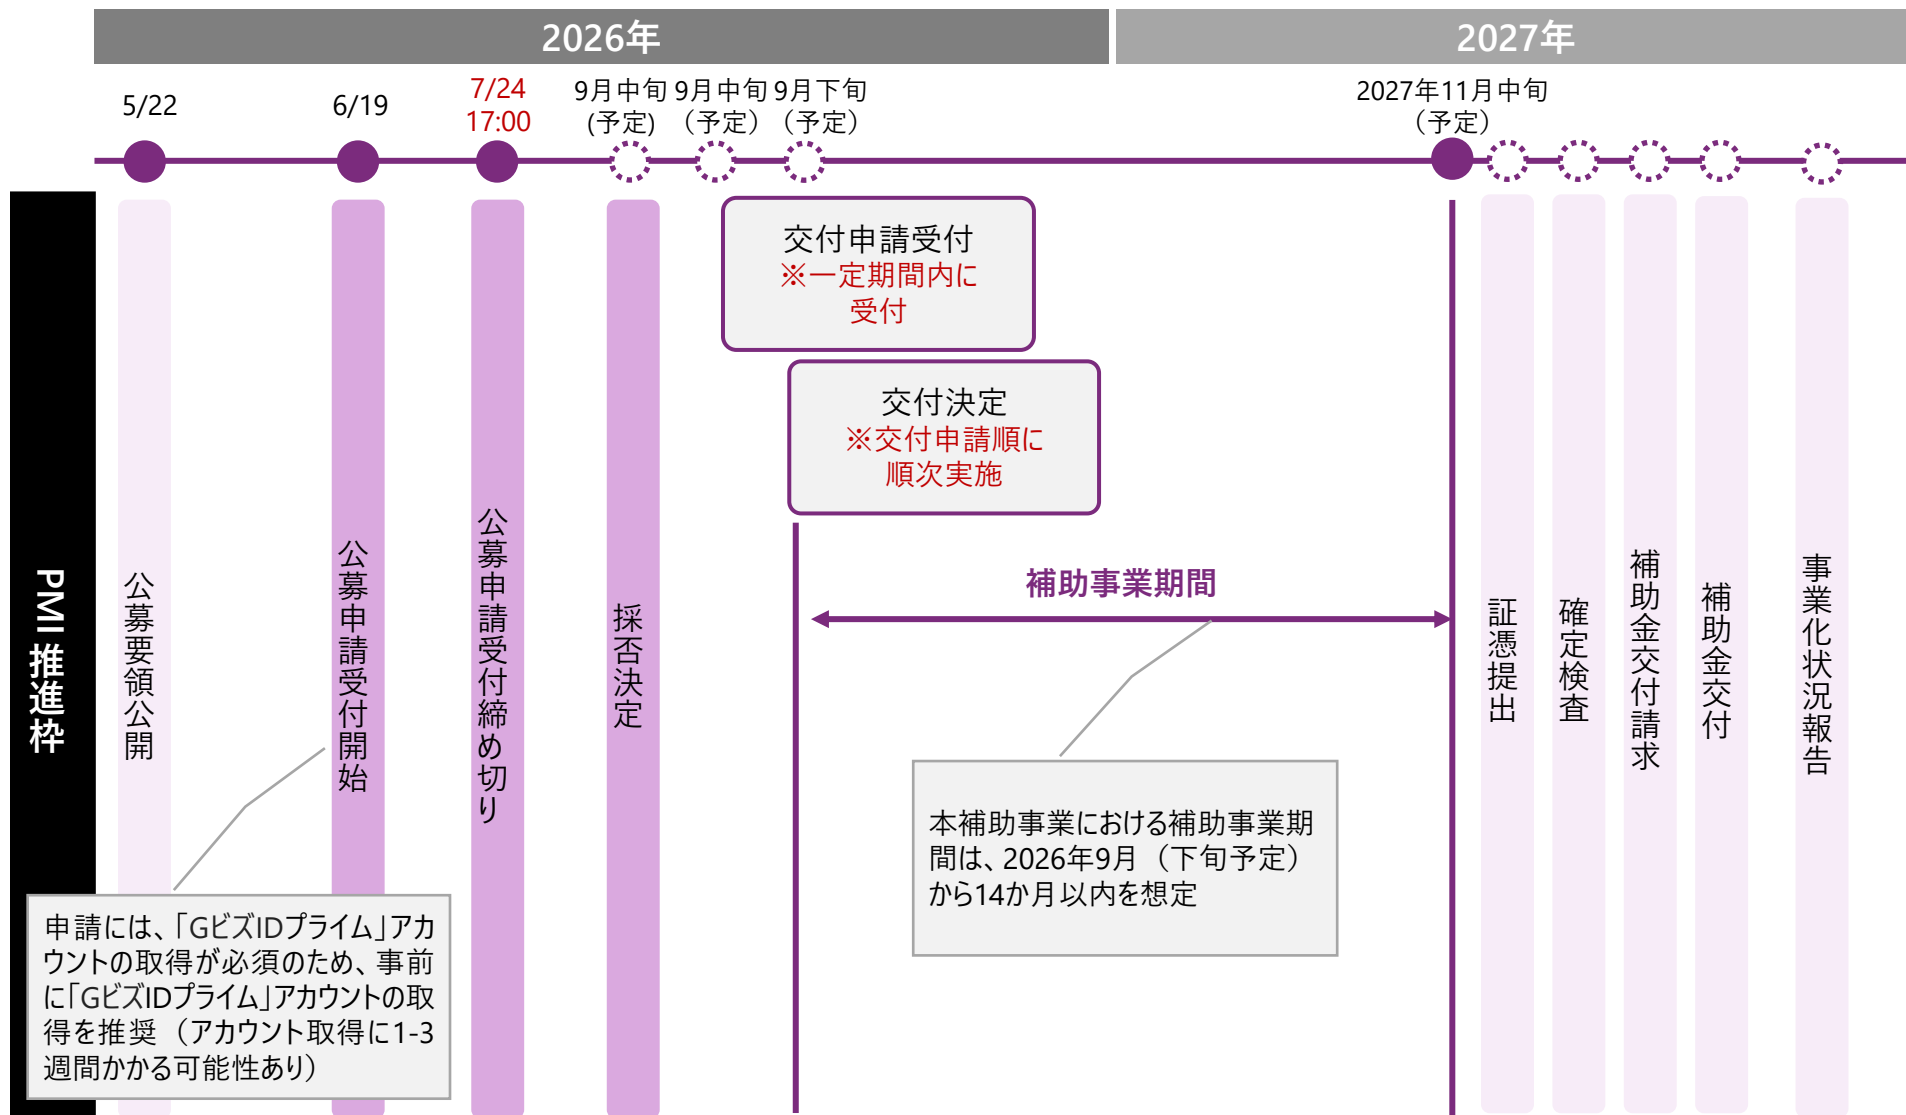 2026年
2027年
5/22
6/19
7/24
17:00
9月中旬
(予定)
9月中旬
（予定）
9月下旬
（予定）
2027年11月中旬
（予定）
PMI 推進枠
公募要領公開
公募申請受付開始
公募申請受付締め切り
採否決定
交付申請受付
※一定期間内に
受付
交付決定
※交付申請順に
順次実施
補助事業期間
証憑提出
確定検査
補助金交付請求
補助金交付
事業化状況報告
本補助事業における補助事業期
間は、2026年9月（下旬予定）
から14か月以内を想定
申請には、「GビズIDプライム」アカ
ウントの取得が必須のため、事前
に「GビズIDプライム」アカウントの取
得を推奨（アカウント取得に1-3
週間かかる可能性あり）